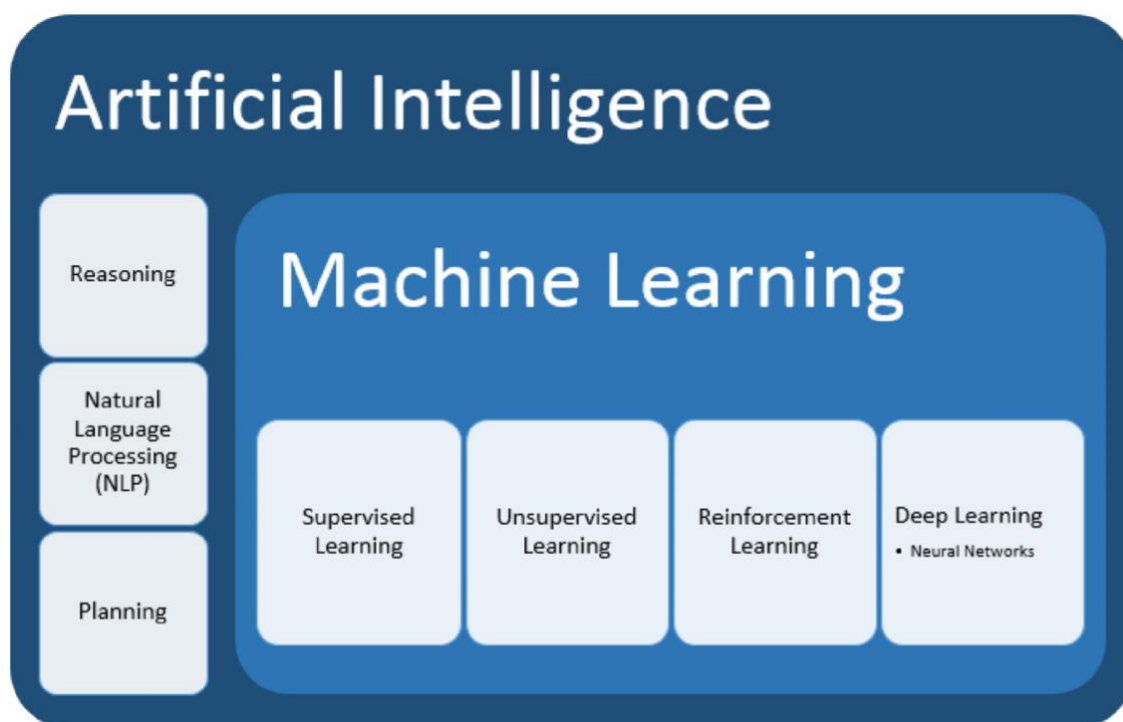 Artificial Intelligence
Reasoning
Natural
Language
Processing
(NLP)
Planning
Machine Learning
Supervised
Learning
Unsupervised
Learning
Reinforcement
Learning
Deep Learning
• Neural Networks